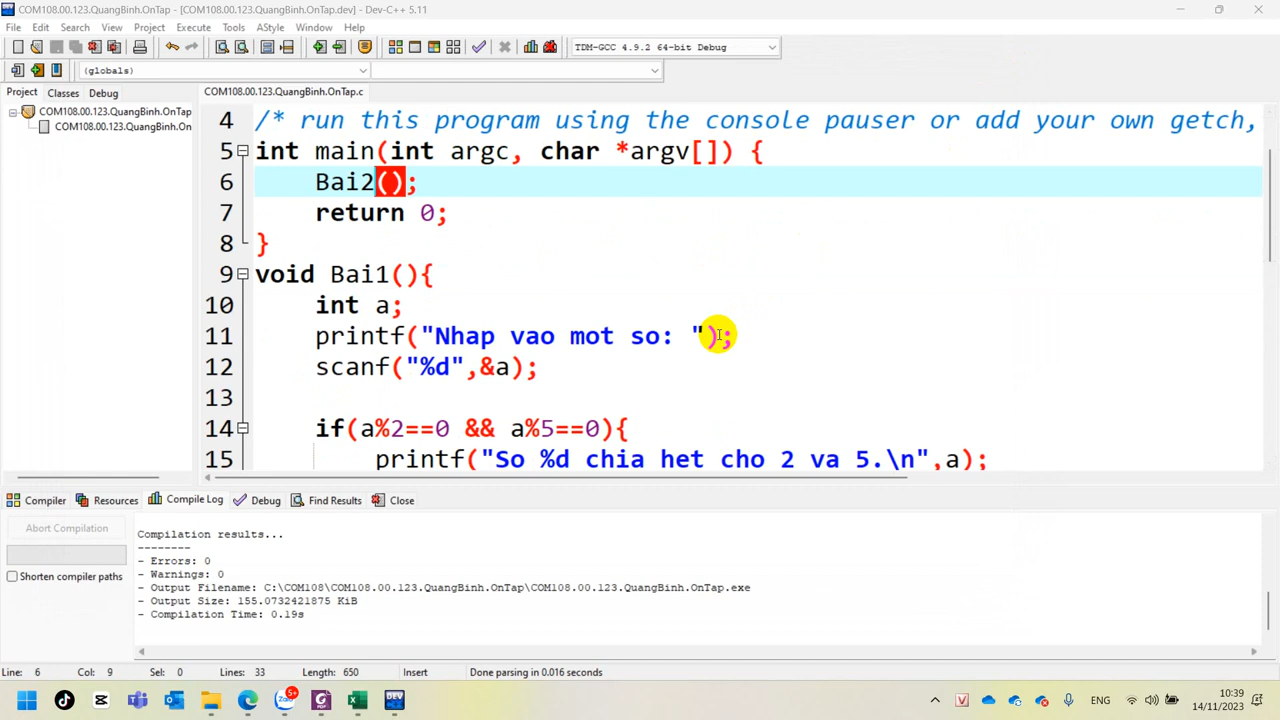 COM108.00.123.QuangBinh.OnTap - [COM108.00.123.QuangBinh.OnTap.dev] - Dev-C++ 5.11
File Edit Search View Project Execute Tools AStyle Window Help
TDM-GCC 4.9.2 64-bit Debug
(globals)
Project Classes Debug
COM108.00.123.QuangBinh.OnTap.c
COM108.00.123.QuangBinh.OnTap
COM108.00.123.QuangBinh.On
4 /* run this program using the console pauser or add your own getch,
5 int main(int argc, char *argv[]) {
6 Bai2();
7 return 0;
8 }
9 void Bai1(){
10 int a;
11 printf("Nhap vao mot so: ");
12 scanf("%d",&a);
13
14 if(a%2==0 && a%5==0){
15 printf("So %d chia het cho 2 va 5.\n",a);
Compiler Resources Compile Log Debug Find Results Close
Abort Compilation
Shorten compiler paths
Compilation results...
--------
- Errors: 0
- Warnings: 0
- Output Filename: C:\COM108\COM108.00.123.QuangBinh.OnTap\COM108.00.123.QuangBinh.OnTap.exe
- Output Size: 155.0732421875 KiB
- Compilation Time: 0.19s
Line: 6 Col: 9 Sel: 0 Lines: 33 Length: 650 Insert Done parsing in 0.016 seconds
5+
DEV
ENG
10:39
14/11/2023